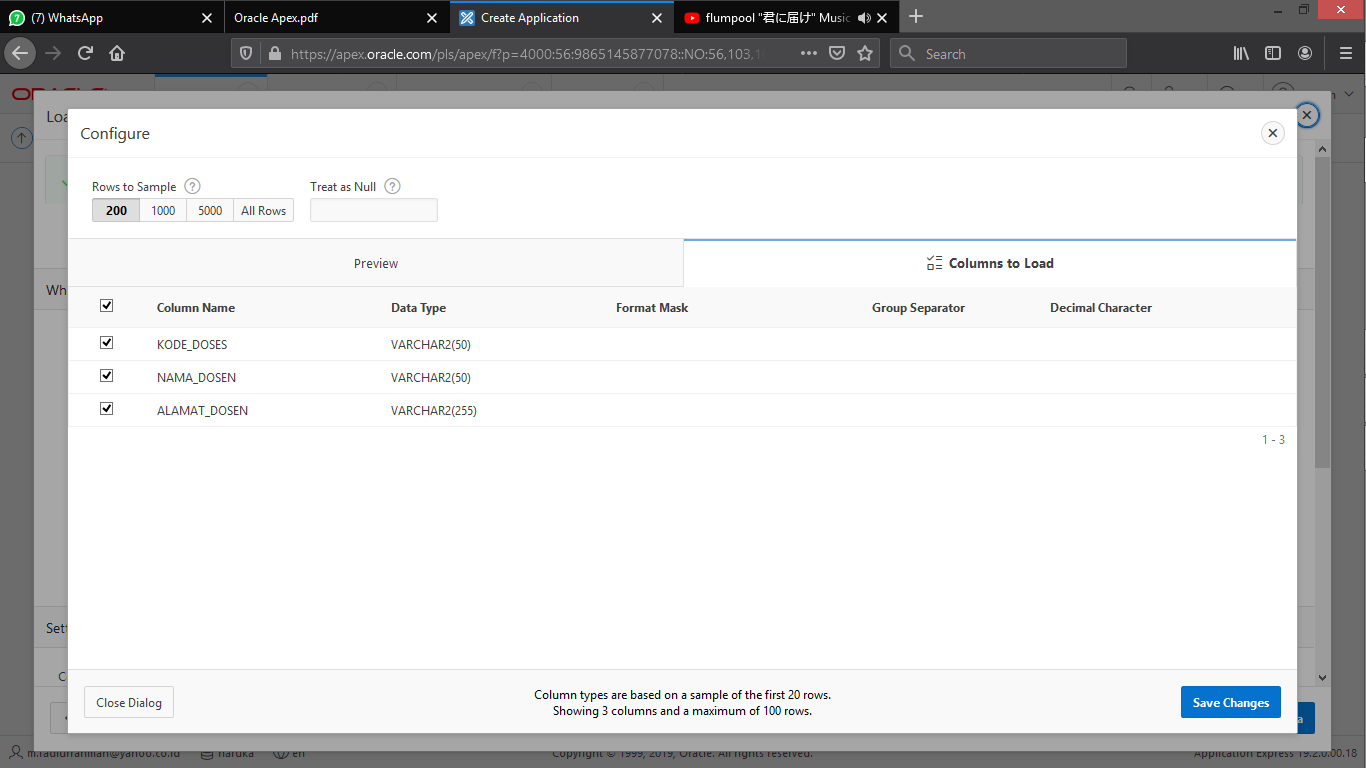 (7) WhatsApp
Oracle Apex.pdf
Create Application
flumpool "君に届け" Music
https://apex.oracle.com/pls/apex/f?p=4000:56:9865145877078::NO:56,103,
Search
Configure
Rows to Sample
Treat as Null
200 1000 5000 All Rows
Preview
Columns to Load
Column Name Data Type Format Mask Group Separator Decimal Character
KODE_DOSES VARCHAR2(50)
NAMA_DOSEN VARCHAR2(50)
ALAMAT_DOSEN VARCHAR2(255)
1 - 3
Close Dialog
Column types are based on a sample of the first 20 rows.
Showing 3 columns and a maximum of 100 rows.
Save Changes
haruka
en
Copyright © 1999, 2019, Oracle. All rights reserved.
Application Express 19.2.0.00.18